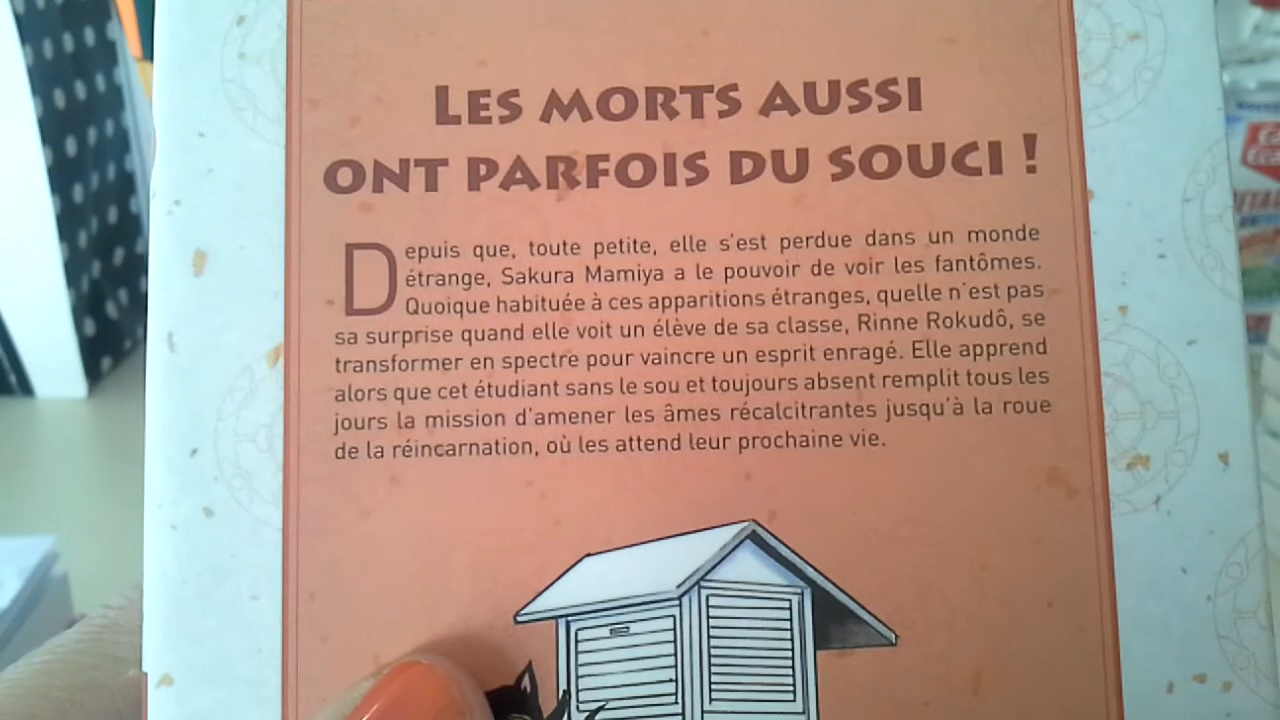 LES MORTS AUSSI
ONT PARFOIS DU SOUCI !
Depuis que, toute petite, elle s'est perdue dans un monde
étrange, Sakura Mamiya a le pouvoir de voir les fantômes.
Quoique habituée à ces apparitions étranges, quelle n'est pas
sa surprise quand elle voit un élève de sa classe, Rinne Rokudô, se
transformer en spectre pour vaincre un esprit enragé. Elle apprend
alors que cet étudiant sans le sou et toujours absent remplit tous les
jours la mission d'amener les âmes récalcitrantes jusqu'à la roue
de la réincarnation, où les attend leur prochaine vie.